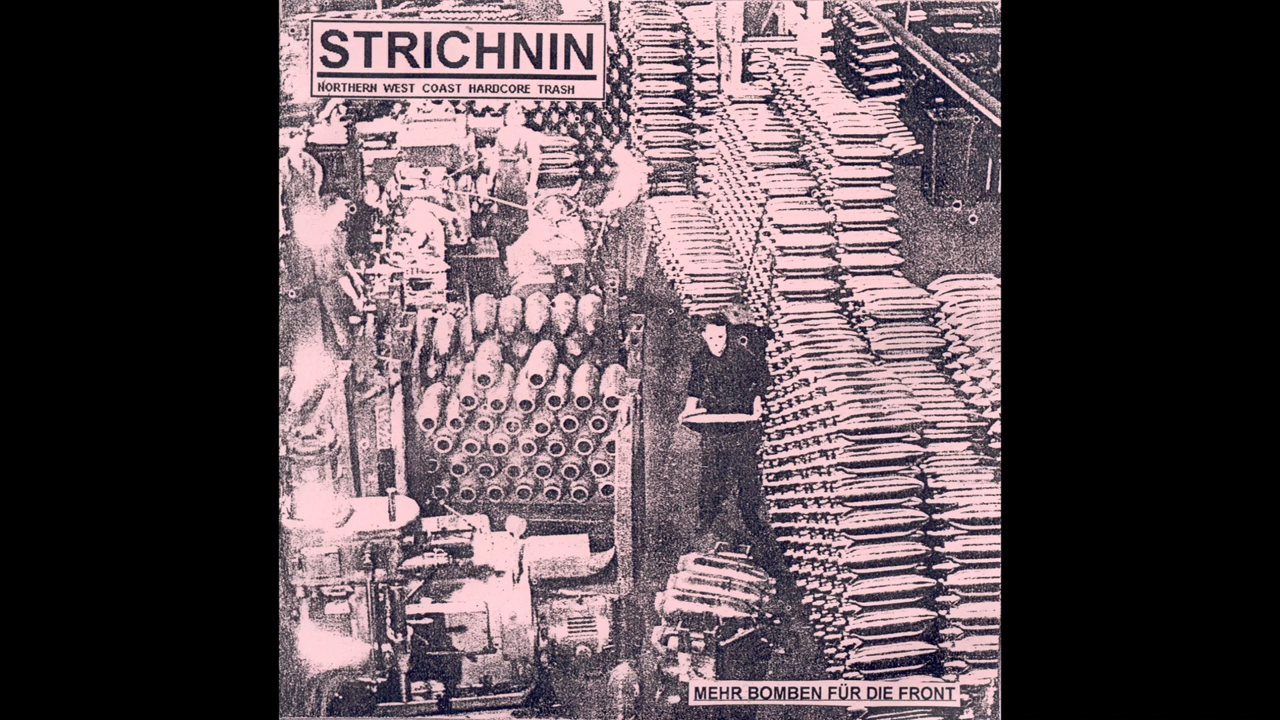 STRICHNIN
NORTHERN WEST COAST HARDCORE TRASH
MEHR BOMBEN FÜR DIE FRONT